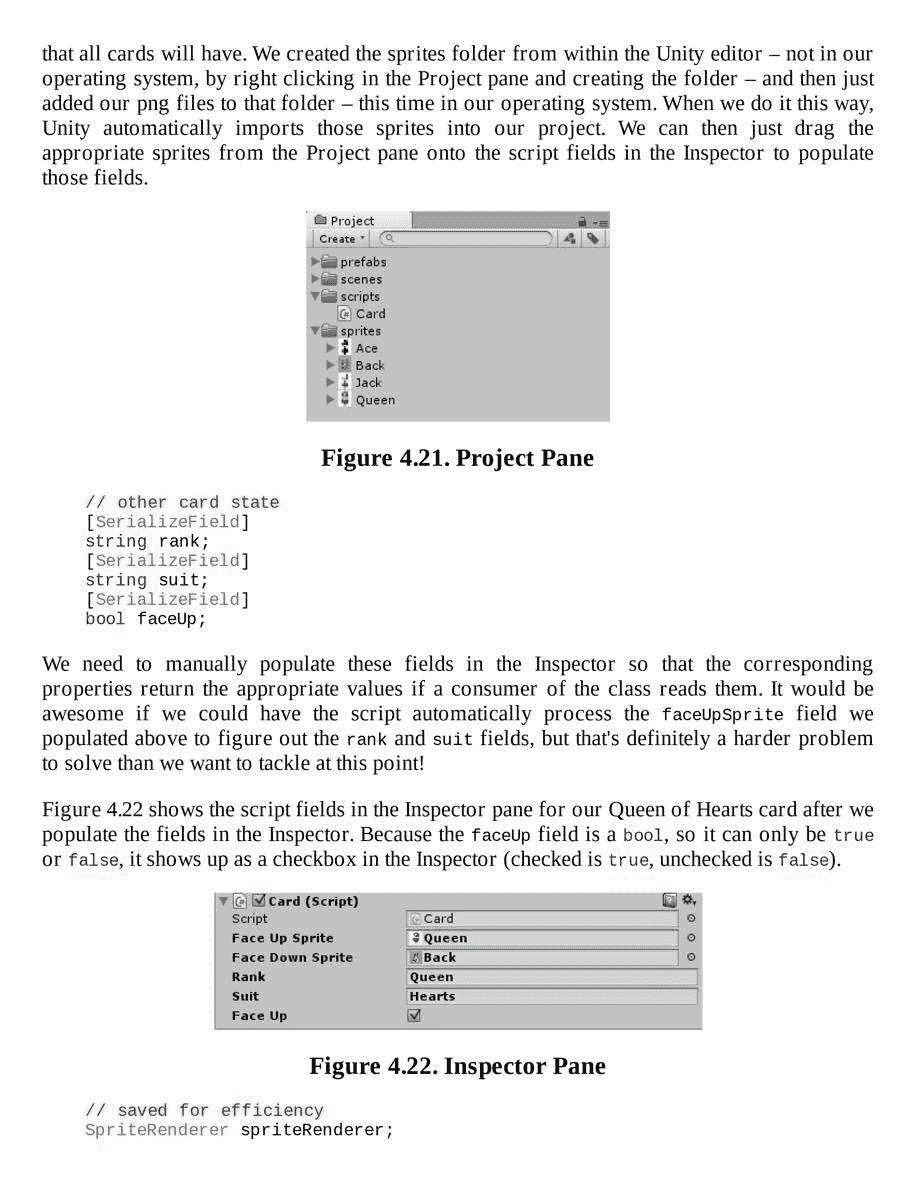 that all cards will have. We created the sprites folder from within the Unity editor – not in our
operating system, by right clicking in the Project pane and creating the folder – and then just
added our png files to that folder – this time in our operating system. When we do it this way,
Unity automatically imports those sprites into our project. We can then just drag the
appropriate sprites from the Project pane onto the script fields in the Inspector to populate
those fields.
Project
Create
prefabs
scenes
scripts
Card
sprites
Ace
Back
Jack
Queen
Figure 4.21. Project Pane
// other card state
[SerializeField]
string rank;
[SerializeField]
string suit;
[SerializeField]
bool faceUp;
We need to manually populate these fields in the Inspector so that the corresponding
properties return the appropriate values if a consumer of the class reads them. It would be
awesome if we could have the script automatically process the faceUpSprite field we
populated above to figure out the rank and suit fields, but that's definitely a harder problem
to solve than we want to tackle at this point!
Figure 4.22 shows the script fields in the Inspector pane for our Queen of Hearts card after we
populate the fields in the Inspector. Because the faceUp field is a bool, so it can only be true
or false, it shows up as a checkbox in the Inspector (checked is true, unchecked is false).
Card (Script)
Script Card
Face Up Sprite Queen
Face Down Sprite Back
Rank Queen
Suit Hearts
Face Up
Figure 4.22. Inspector Pane
// saved for efficiency
SpriteRenderer spriteRenderer;